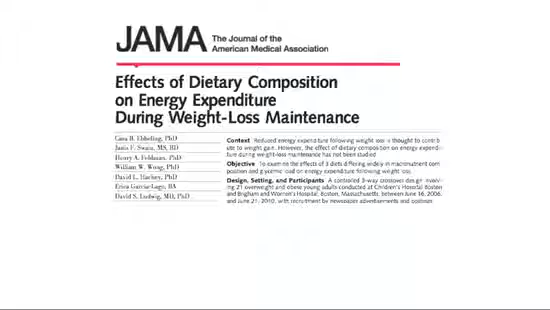 JAMA The Journal of the
American Medical Association
Effects of Dietary Composition
on Energy Expenditure
During Weight-Loss Maintenance
Cara B. Ebbeling, PhD
Janis F. Swain, MS, RD
Henry A. Feldman, PhD
William W. Wong, PhD
David L. Hachey, PhD
Erica Garcia-Lago, BA
David S. Ludwig, MD, PhD
Context Reduced energy expenditure following weight loss is thought to contrib-
ute to weight gain. However, the effect of dietary composition on energy expendi-
ture during weight-loss maintenance has not been studied
Objective To examine the effects of 3 diets differing widely in macronutrient com-
position and glycemic load on energy expenditure following weight loss.
Design, Setting, and Participants A controlled 3-way crossover design involv-
ing 21 overweight and obese young adults conducted at Children's Hospital Boston
and Brigham and Women's Hospital, Boston, Massachusetts, between June 16, 2006,
and June 21, 2010, with recruitment by newspaper advertisements and postings